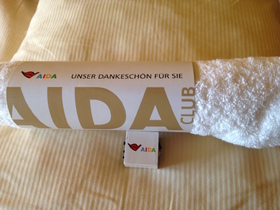 AIDA UNSER DANKESCHÖN FÜR SIE
AIDA
CLUB
AIDA